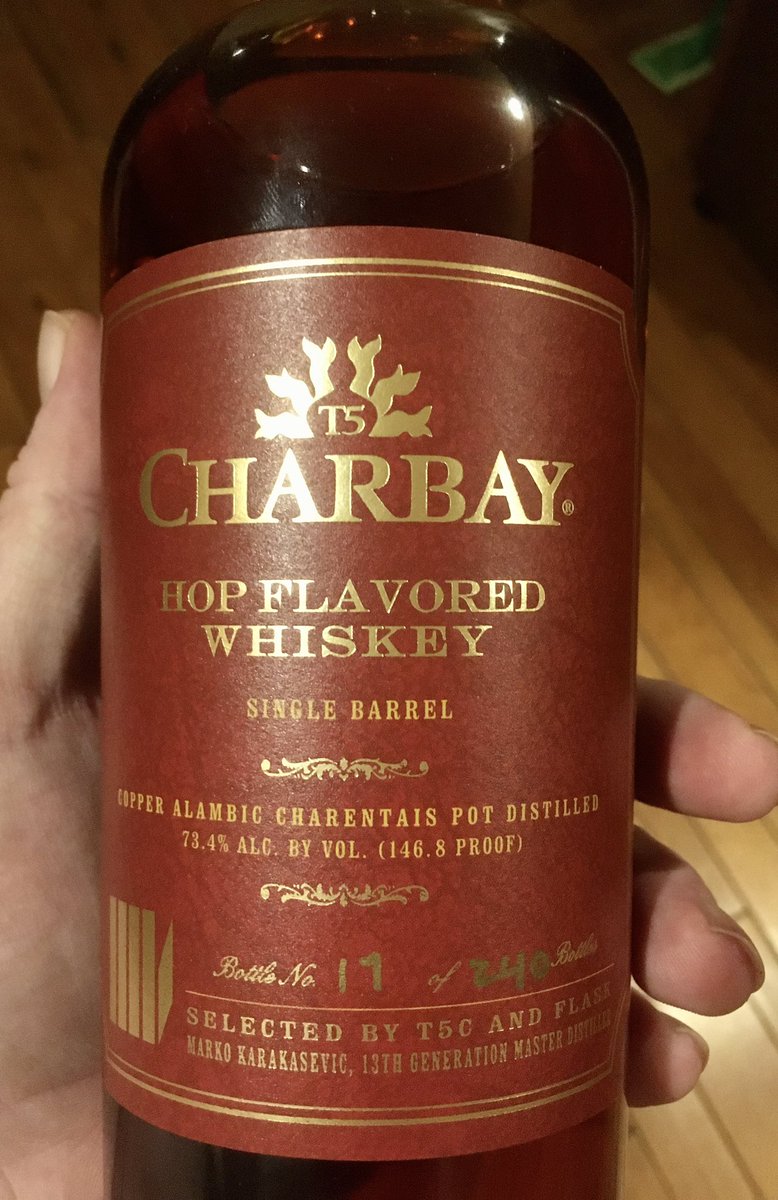 T5
CHARBAY®
HOP FLAVORED
WHISKEY
SINGLE BARREL
COPPER ALAMBIC CHARENTAIS POT DISTILLED
73.4% ALC. BY VOL. (146.8 PROOF)
Bottle No. 17 of 240 Bottles
SELECTED BY T5C AND FLASK
MARKO KARAKASEVIC, 13TH GENERATION MASTER DISTILLER